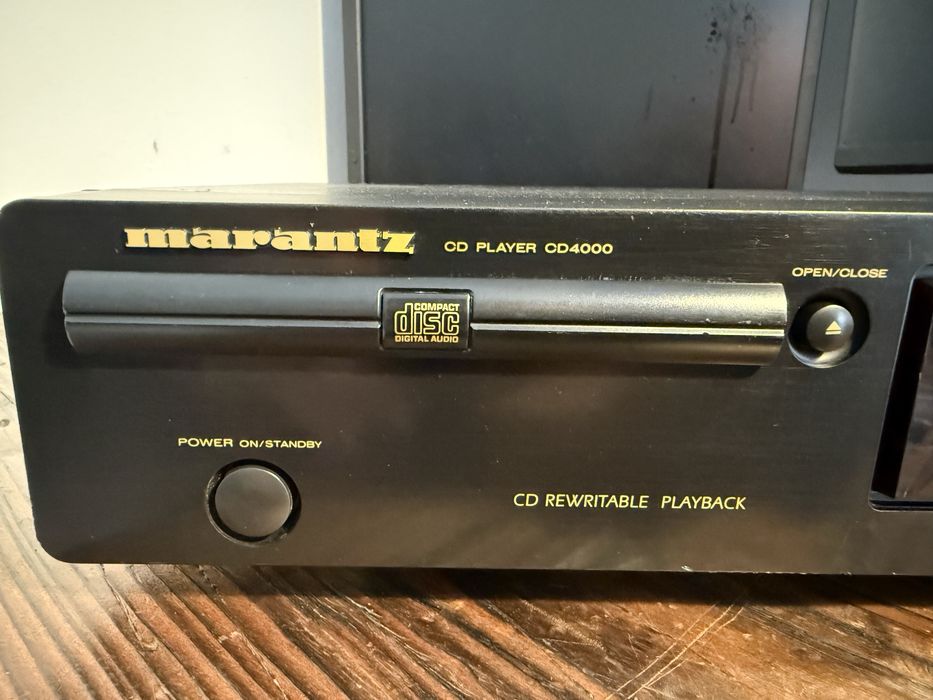 marantz
CD PLAYER CD4000
OPEN/CLOSE
COMPACT
disc
DIGITAL AUDIO
POWER ON/STANDBY
CD REWRITABLE PLAYBACK